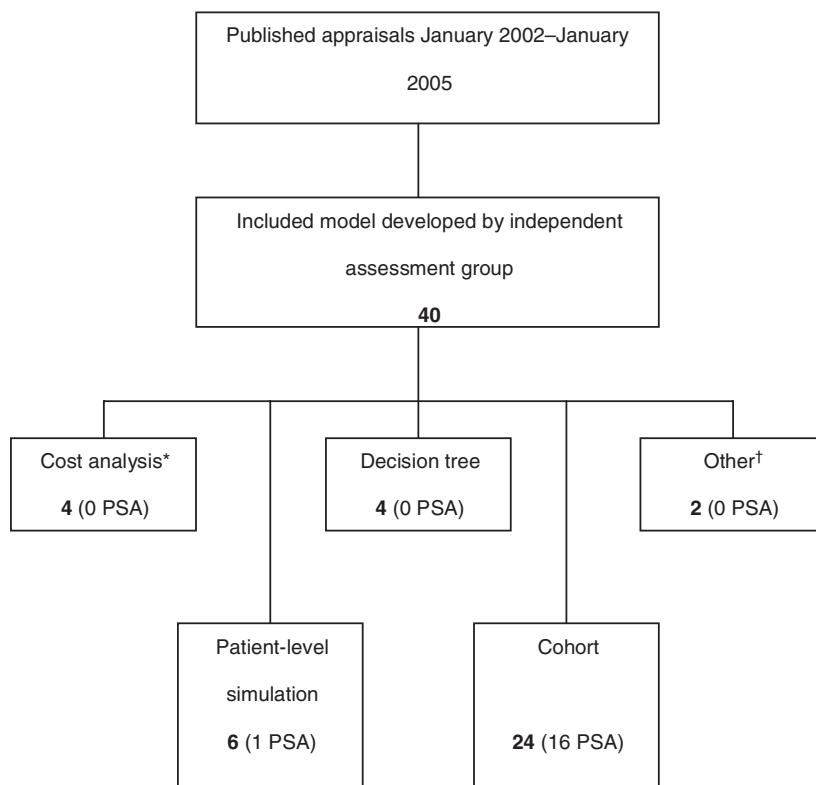 Published appraisals January 2002–January
2005
Included model developed by independent
assessment group
40
Cost analysis*
4 (0 PSA)
Decision tree
4 (0 PSA)
Other†
2 (0 PSA)
Patient-level
simulation
6 (1 PSA)
Cohort
24 (16 PSA)